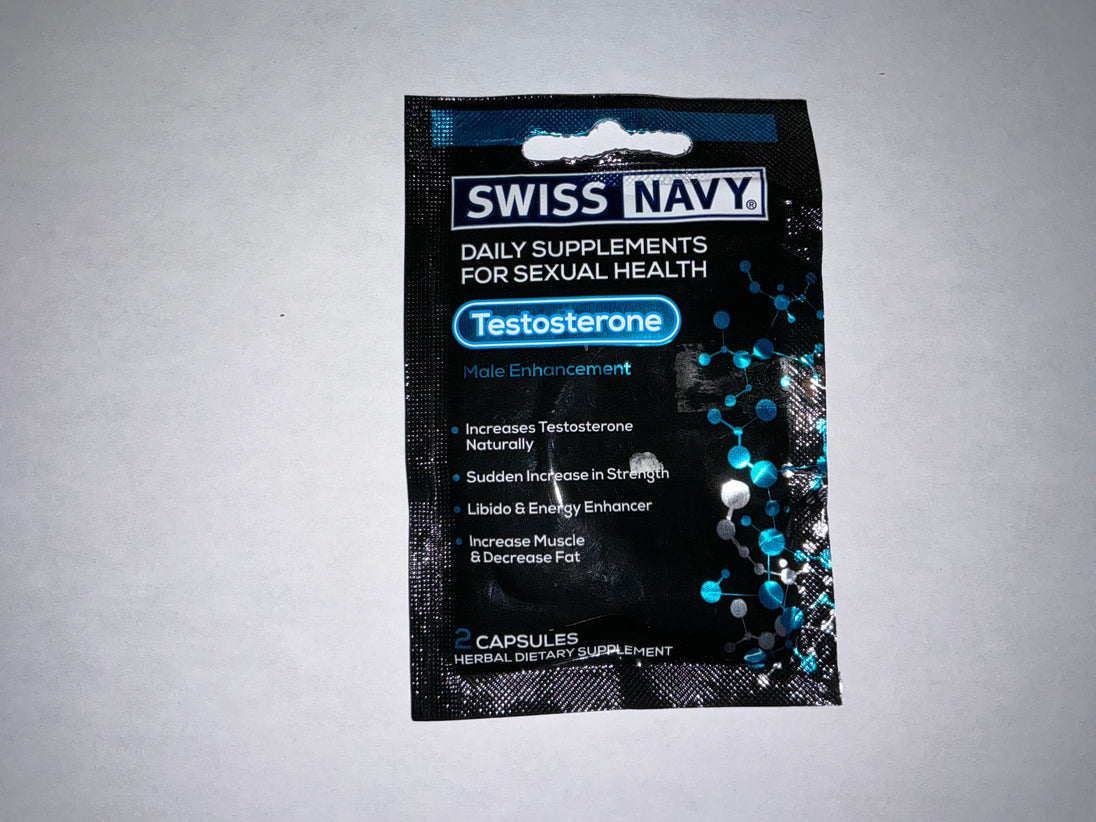 SWISS NAVY®
DAILY SUPPLEMENTS
FOR SEXUAL HEALTH
Testosterone
Male Enhancement
• Increases Testosterone
Naturally
• Sudden Increase in Strength
• Libido & Energy Enhancer
• Increase Muscle
& Decrease Fat
2 CAPSULES
HERBAL DIETARY SUPPLEMENT